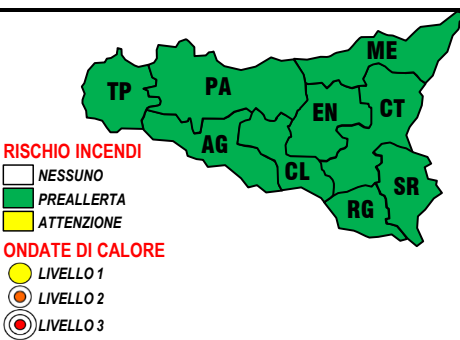 ME
PA
TP
EN
CT
AG
CL
SR
RG
RISCHIO INCENDI
NESSUNO
PREALLERTA
ATTENZIONE
ONDATE DI CALORE
LIVELLO 1
LIVELLO 2
LIVELLO 3